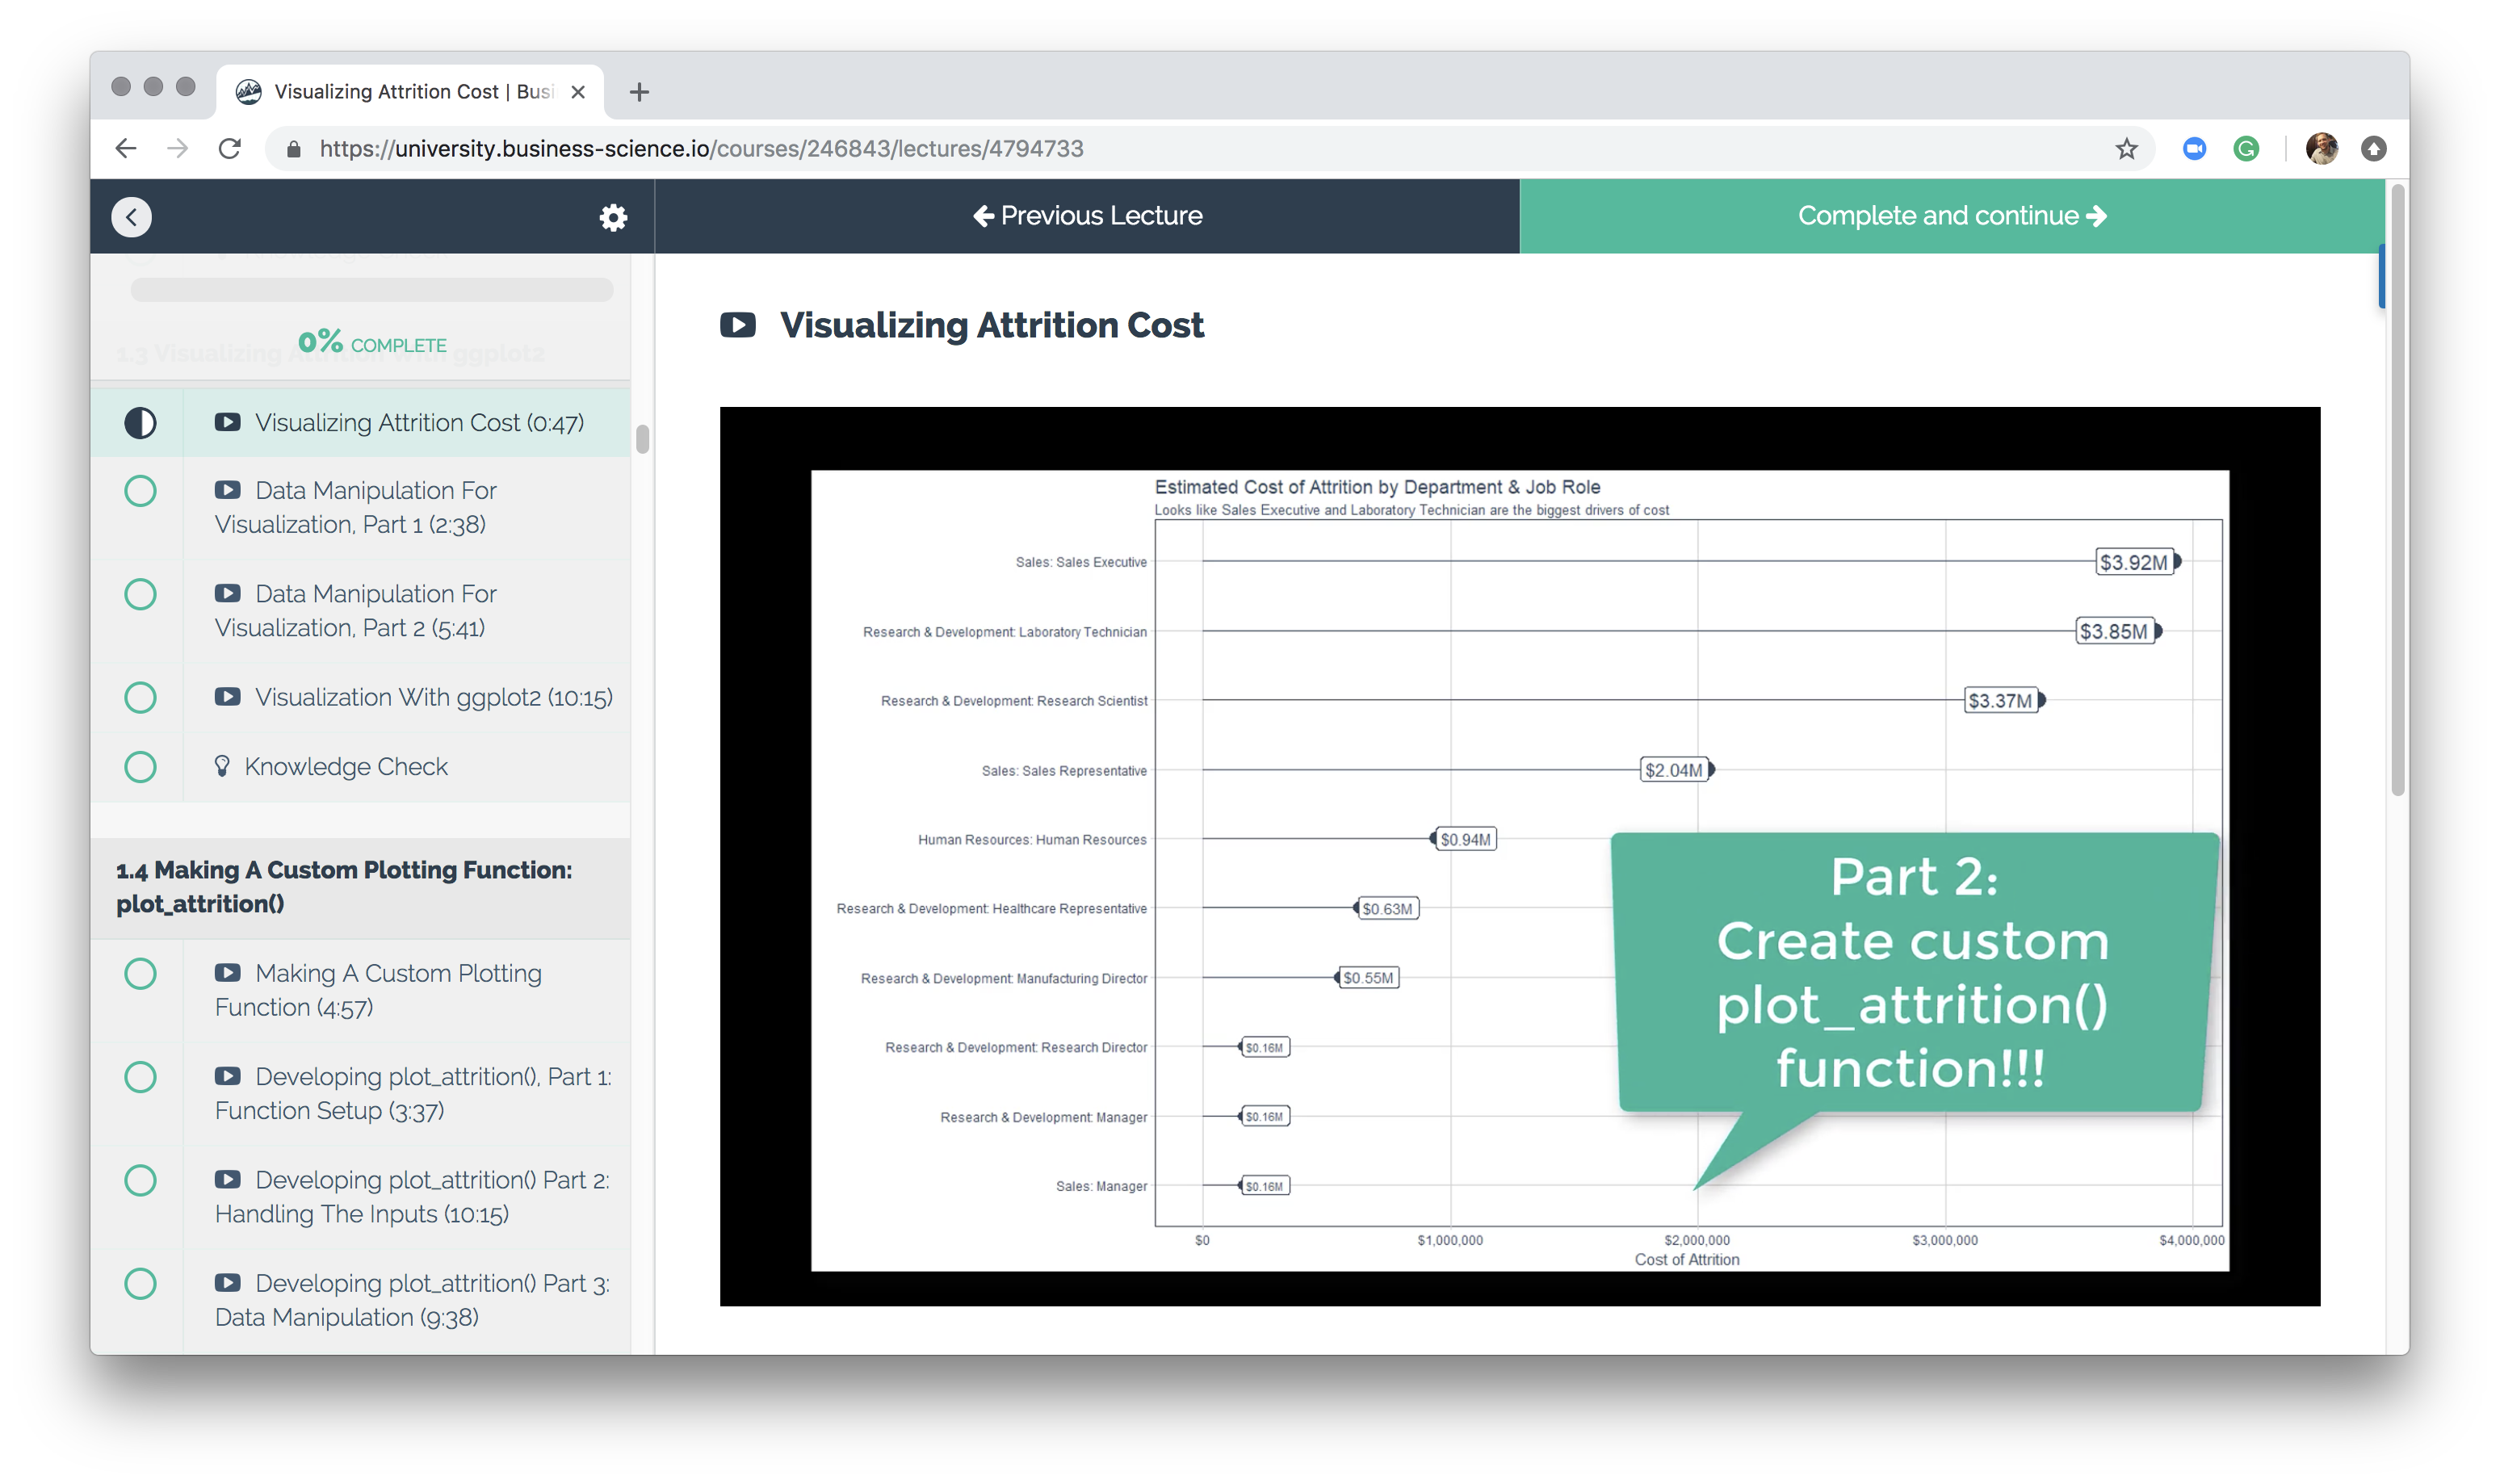 Visualizing Attrition Cost | Busi
https://university.business-science.io/courses/246843/lectures/4794733
Previous Lecture
Complete and continue
0% COMPLETE
1.3 Visualizing Attrition With ggplot2
Visualizing Attrition Cost (0:47)
Data Manipulation For
Visualization, Part 1 (2:38)
Data Manipulation For
Visualization, Part 2 (5:41)
Visualization With ggplot2 (10:15)
Knowledge Check
1.4 Making A Custom Plotting Function:
plot_attrition()
Making A Custom Plotting
Function (4:57)
Developing plot_attrition(), Part 1:
Function Setup (3:37)
Developing plot_attrition() Part 2:
Handling The Inputs (10:15)
Developing plot_attrition() Part 3:
Data Manipulation (9:38)
Visualizing Attrition Cost
Estimated Cost of Attrition by Department & Job Role
Looks like Sales Executive and Laboratory Technician are the biggest drivers of cost
Sales: Sales Executive $3.92M
Research & Development: Laboratory Technician $3.85M
Research & Development: Research Scientist $3.37M
Sales: Sales Representative $2.04M
Human Resources: Human Resources $0.94M
Research & Development: Healthcare Representative $0.63M
Research & Development: Manufacturing Director $0.55M
Research & Development: Research Director $0.16M
Research & Development: Manager $0.16M
Sales: Manager $0.16M
$0 $1,000,000 $2,000,000 $3,000,000 $4,000,000
Cost of Attrition
Part 2:
Create custom
plot_attrition()
function!!!